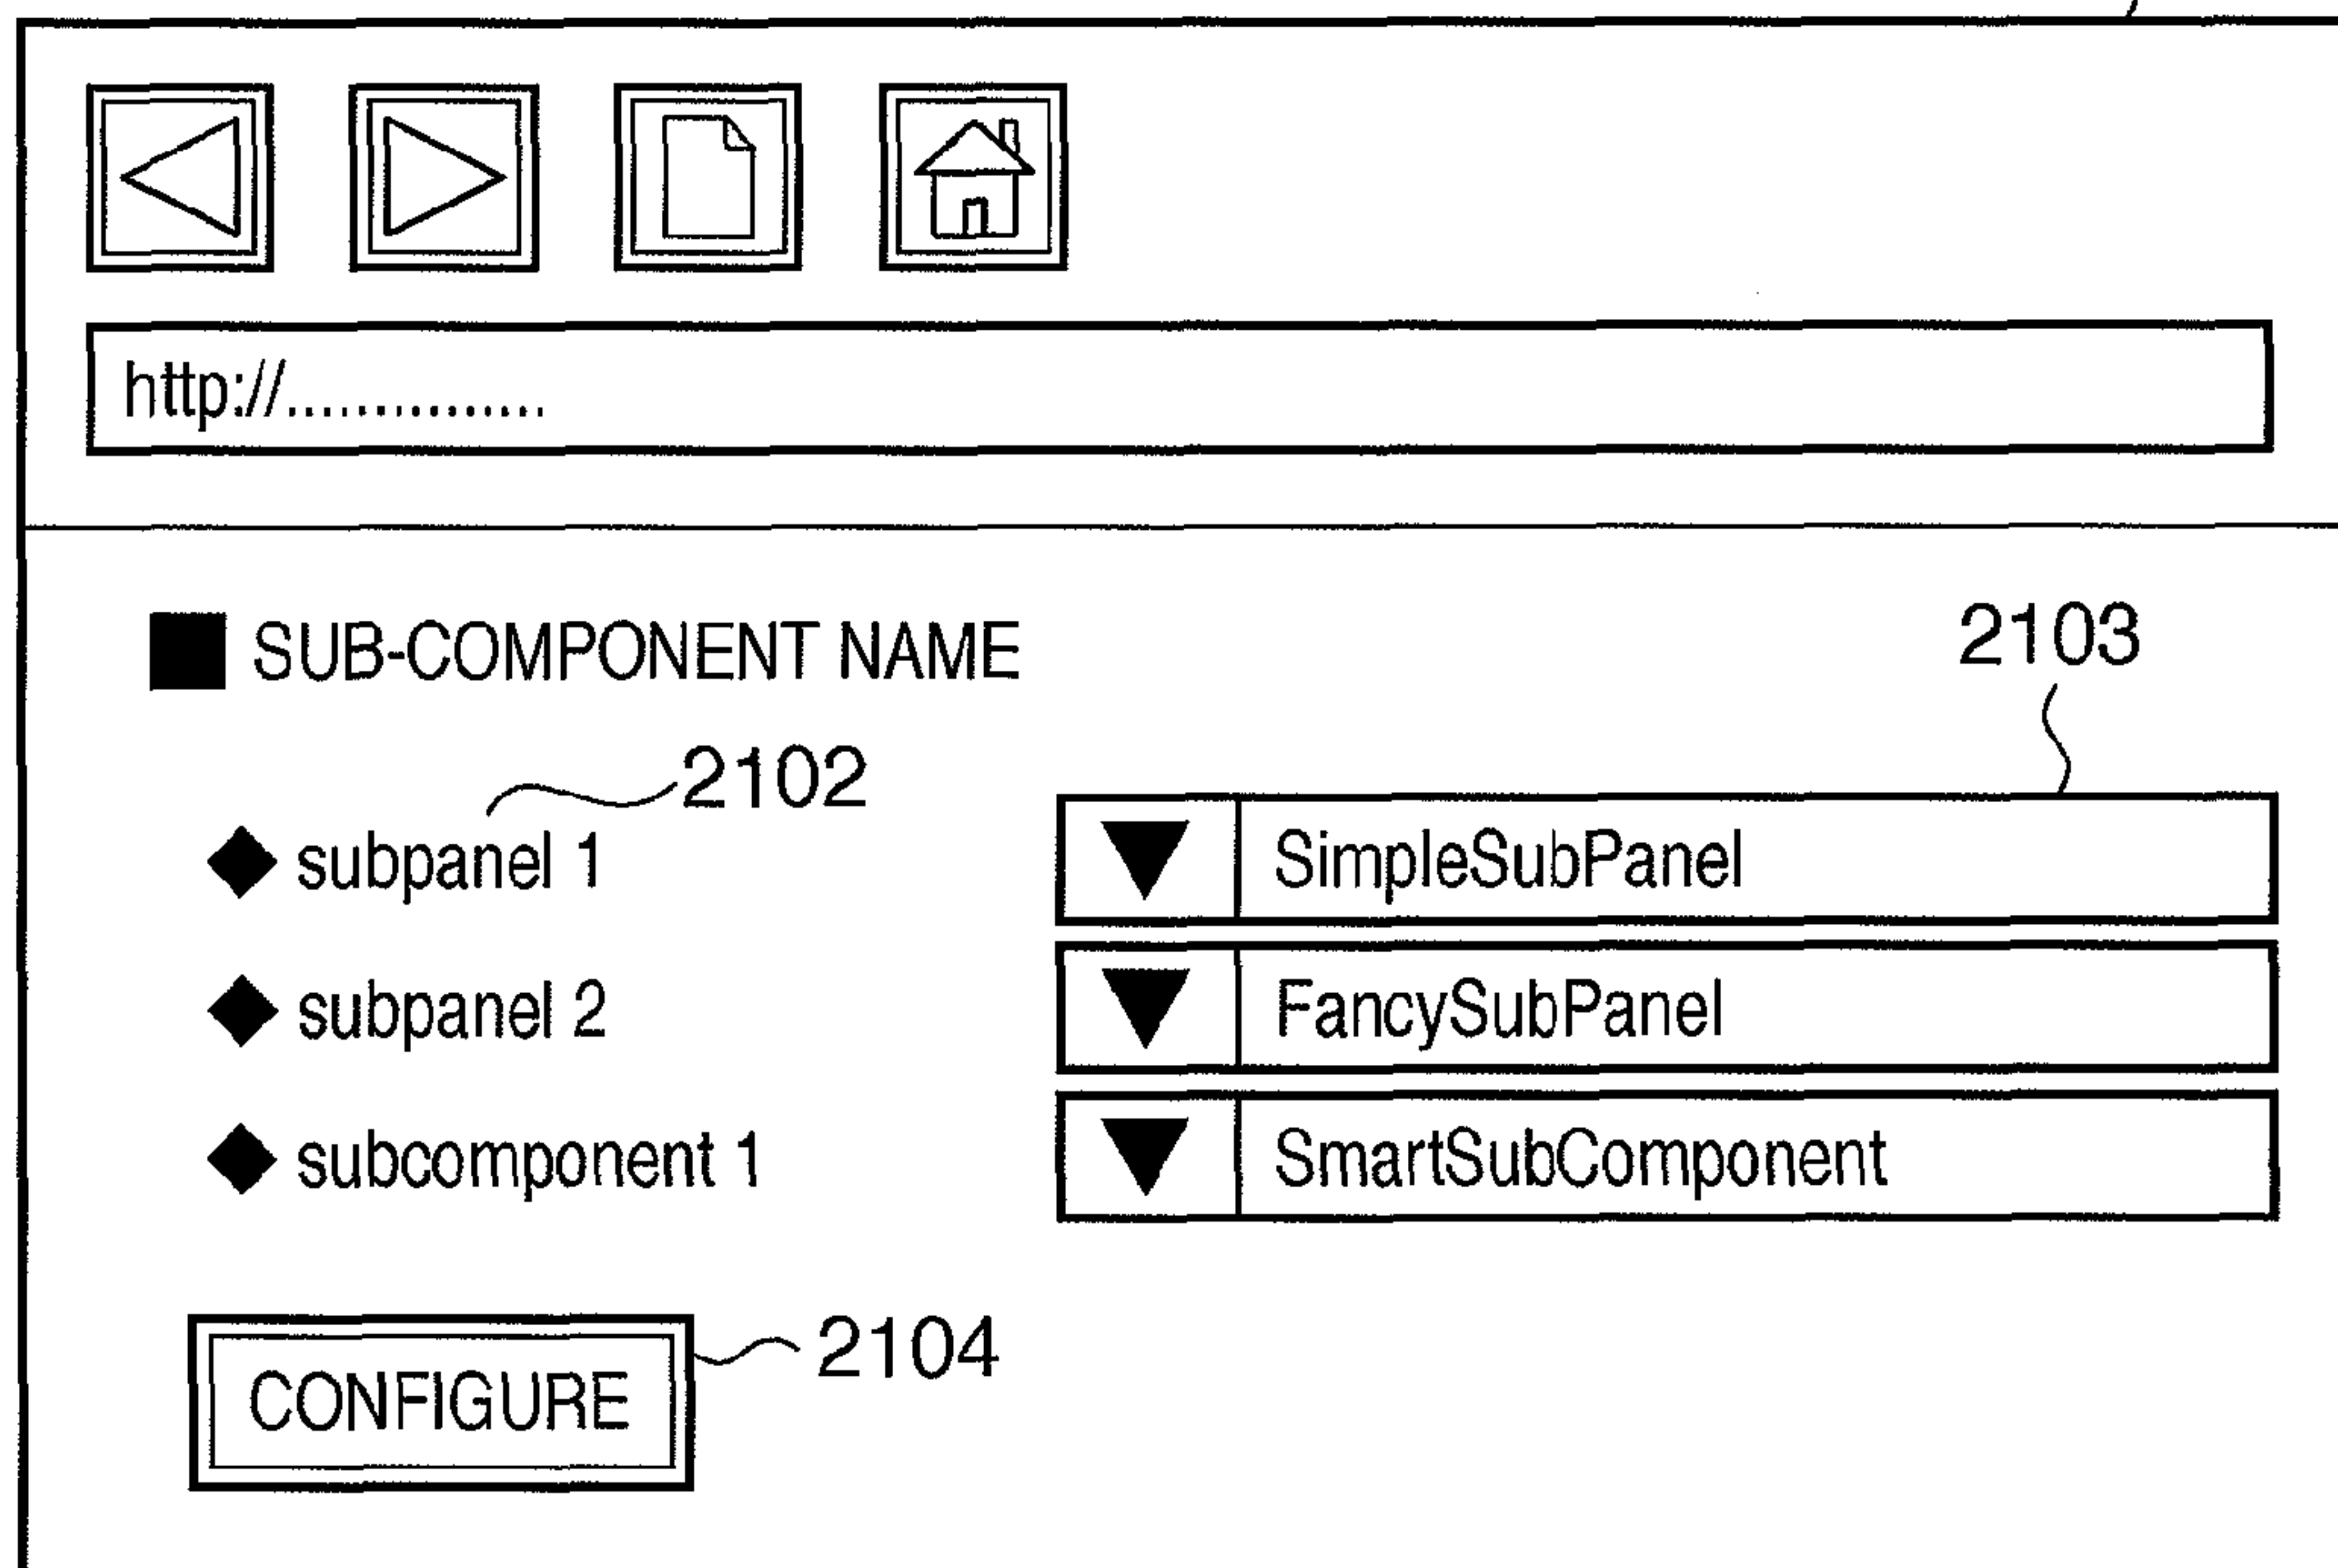 http://...............
SUB-COMPONENT NAME
2103
2102
subpanel 1
SimpleSubPanel
subpanel 2
FancySubPanel
subcomponent 1
SmartSubComponent
2104
CONFIGURE